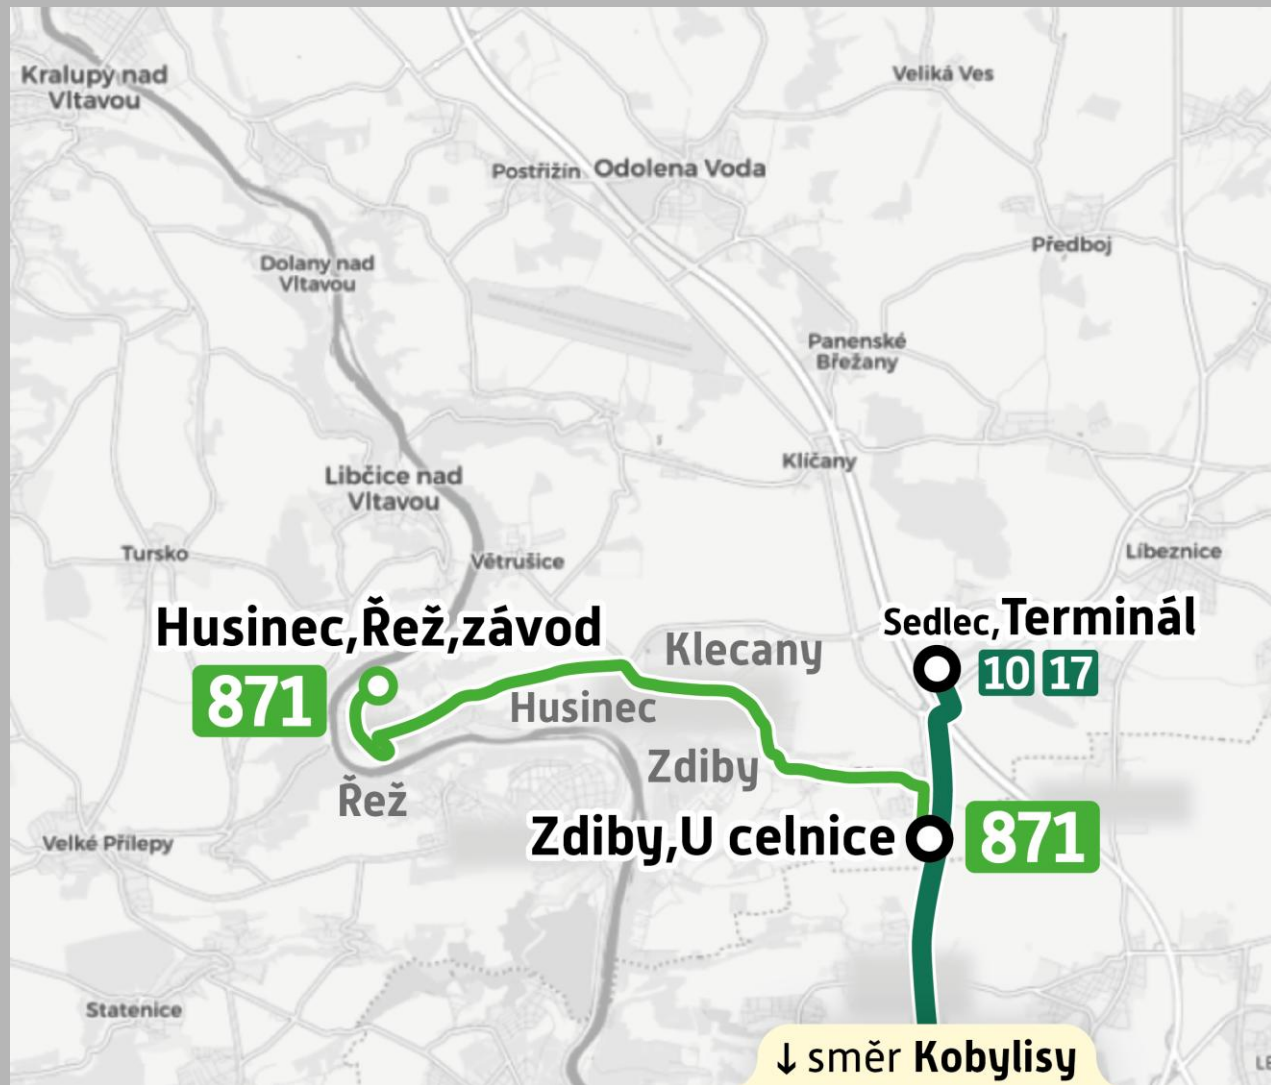 Kralupy nad
Vltavou
Veliká Ves
Postřižín
Odolena Voda
Předboj
Dolany nad
Vltavou
Panenské
Břežany
Klíčany
Libčice nad
Vltavou
Tursko
Větrušice
Líbeznice
Husinec,Řež,závod
Sedlec,Terminál
871
10 17
Klecany
Husinec
Zdiby
Řež
Zdiby,U celnice
871
Velké Přílepy
Statenice
↓ směr Kobylisy